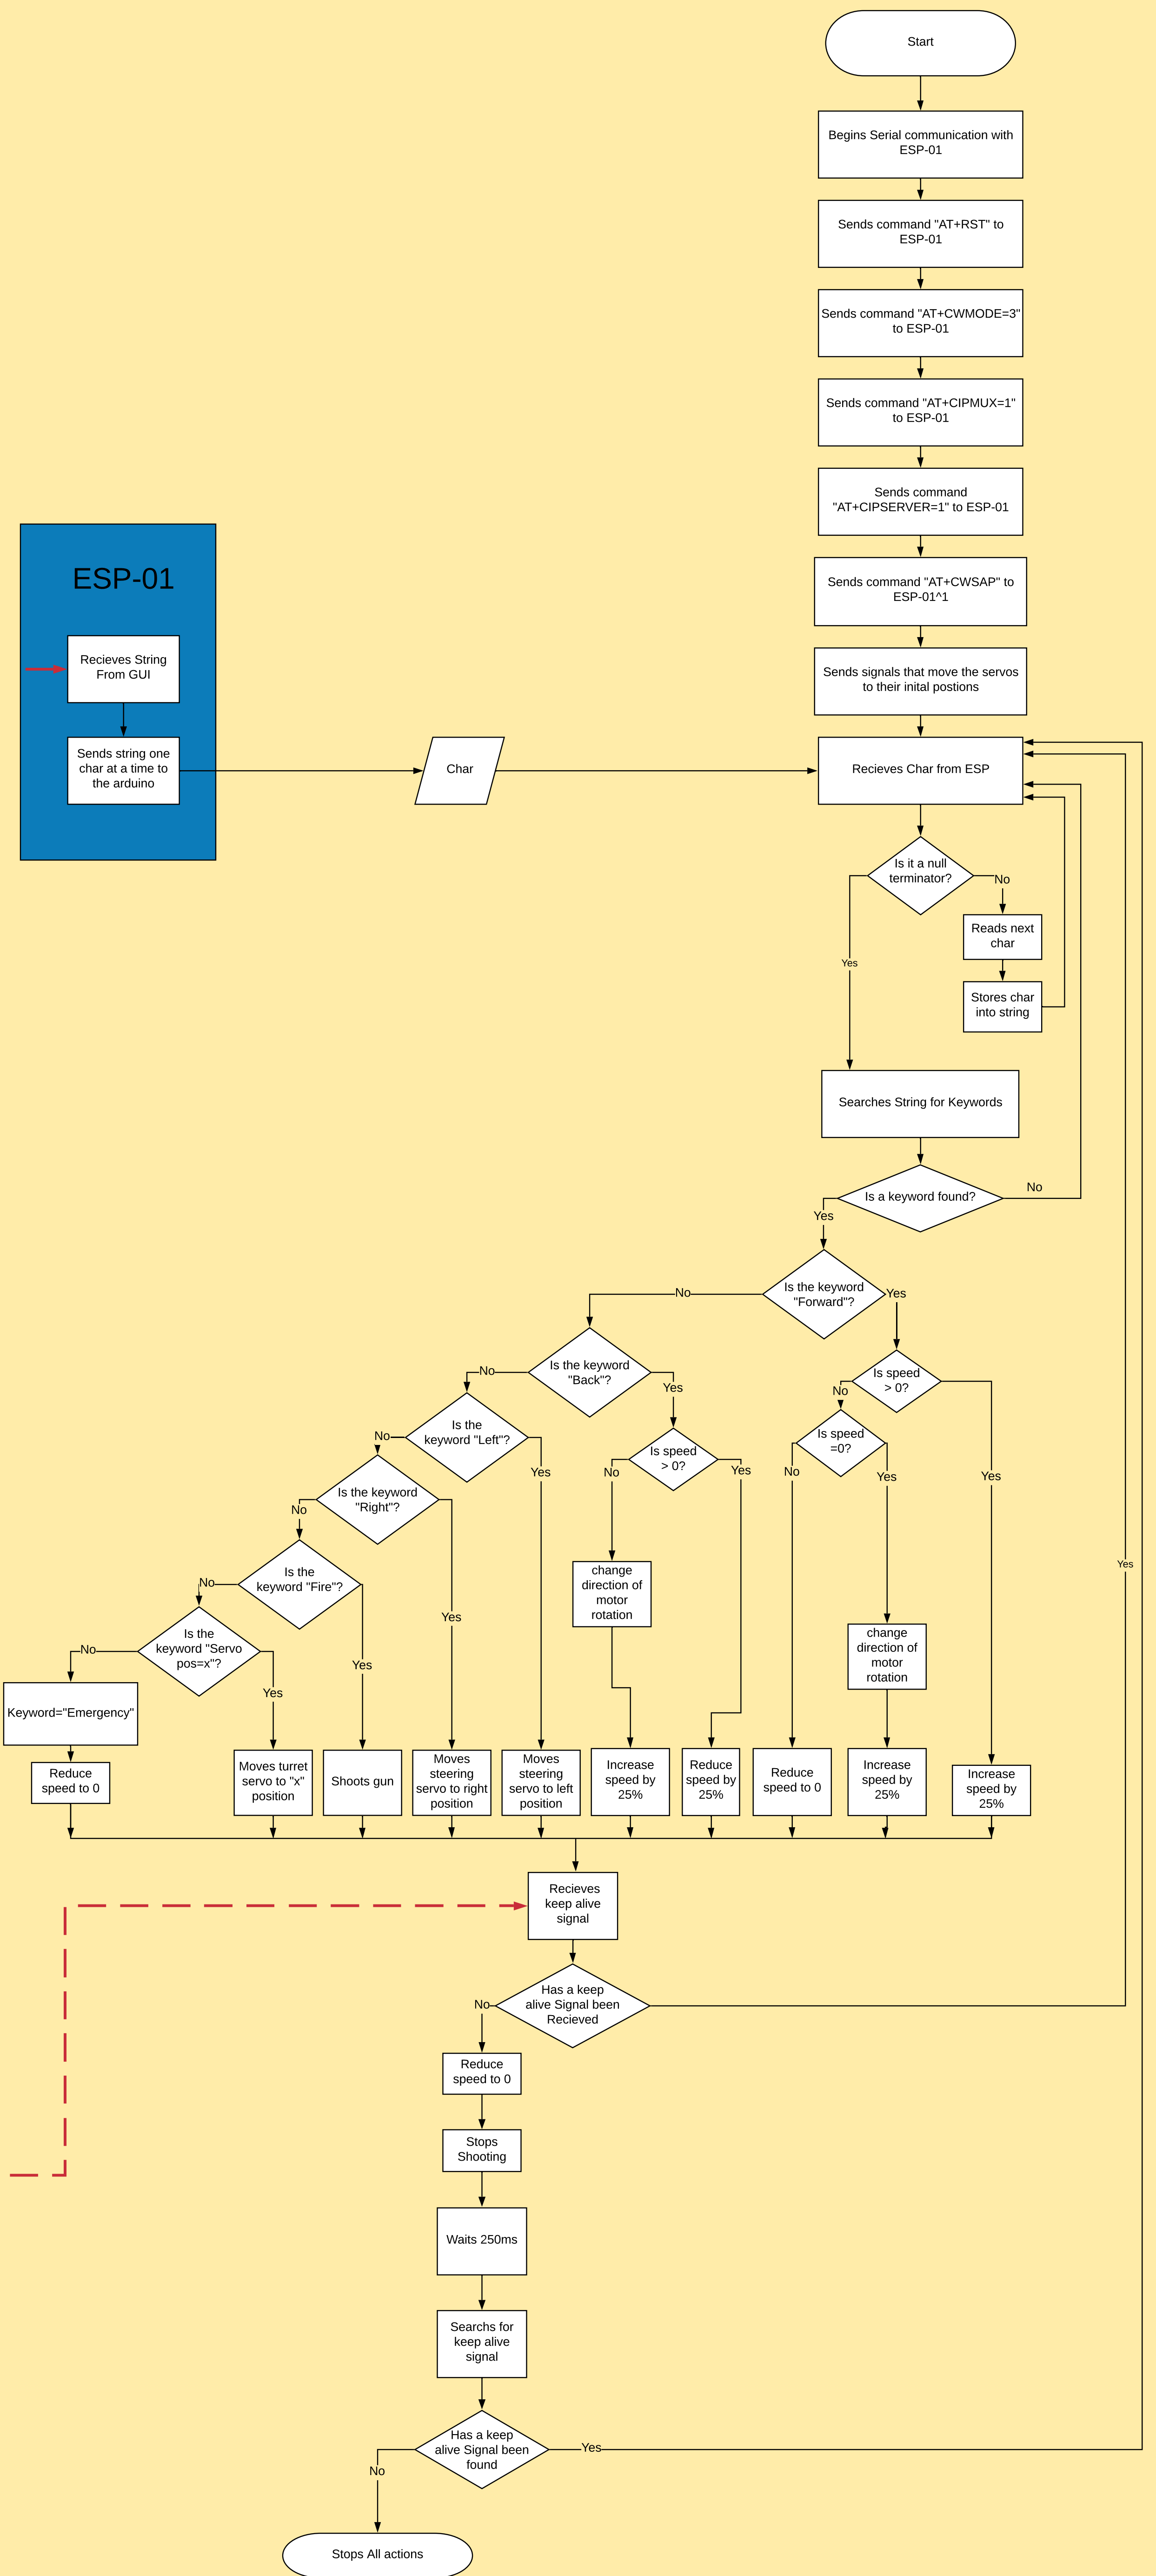 Start
Begins Serial communication with
ESP-01
Sends command "AT+RST" to
ESP-01
Sends command "AT+CWMODE=3"
to ESP-01
Sends command "AT+CIPMUX=1"
to ESP-01
Sends command
"AT+CIPSERVER=1" to ESP-01
Sends command "AT+CWSAP" to
ESP-01^1
Sends signals that move the servos
to their inital postions
ESP-01
Recieves String
From GUI
Sends string one
char at a time to
the arduino
Char
Recieves Char from ESP
Is it a null
terminator?
No
Reads next
char
Yes
Stores char
into string
Searches String for Keywords
Is a keyword found?
No
Yes
Is the keyword
"Forward"?
No
Yes
Is the keyword
"Back"?
No
Yes
Is speed
> 0?
No
Yes
Is speed
=0?
No
Yes
Is the
keyword "Left"?
No
Yes
Is speed
> 0?
No
Yes
Is the keyword
"Right"?
No
Yes
Is the
keyword "Fire"?
No
Yes
Is the
keyword "Servo
pos=x"?
No
Yes
change
direction of
motor
rotation
change
direction of
motor
rotation
Yes
Keyword="Emergency"
Reduce
speed to 0
Moves turret
servo to "x"
position
Shoots gun
Moves
steering
servo to right
position
Moves
steering
servo to left
position
Increase
speed by
25%
Reduce
speed by
25%
Reduce
speed to 0
Increase
speed by
25%
Increase
speed by
25%
Recieves
keep alive
signal
Has a keep
alive Signal been
Recieved
No
Reduce
speed to 0
Stops
Shooting
Waits 250ms
Searchs for
keep alive
signal
Has a keep
alive Signal been
found
Yes
No
Stops All actions